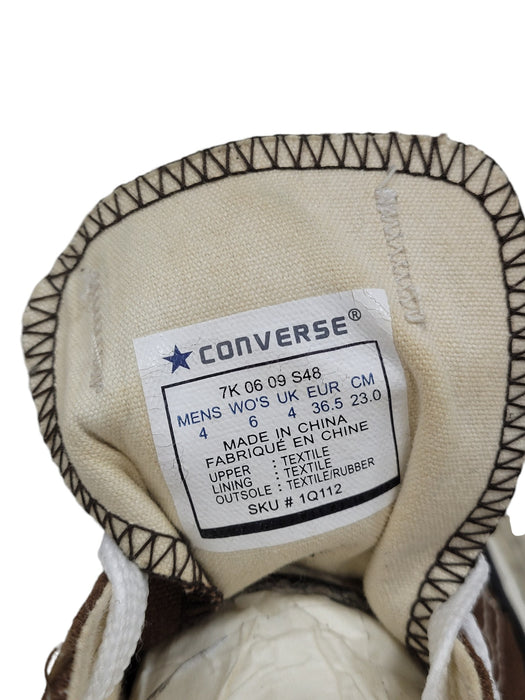 CONVERSE®
7K 06 09 S48
MENS WO'S UK EUR CM
4 6 4 36.5 23.0
MADE IN CHINA
FABRIQUÉ EN CHINE
UPPER : TEXTILE
LINING : TEXTILE
OUTSOLE : TEXTILE/RUBBER
SKU # 1Q112